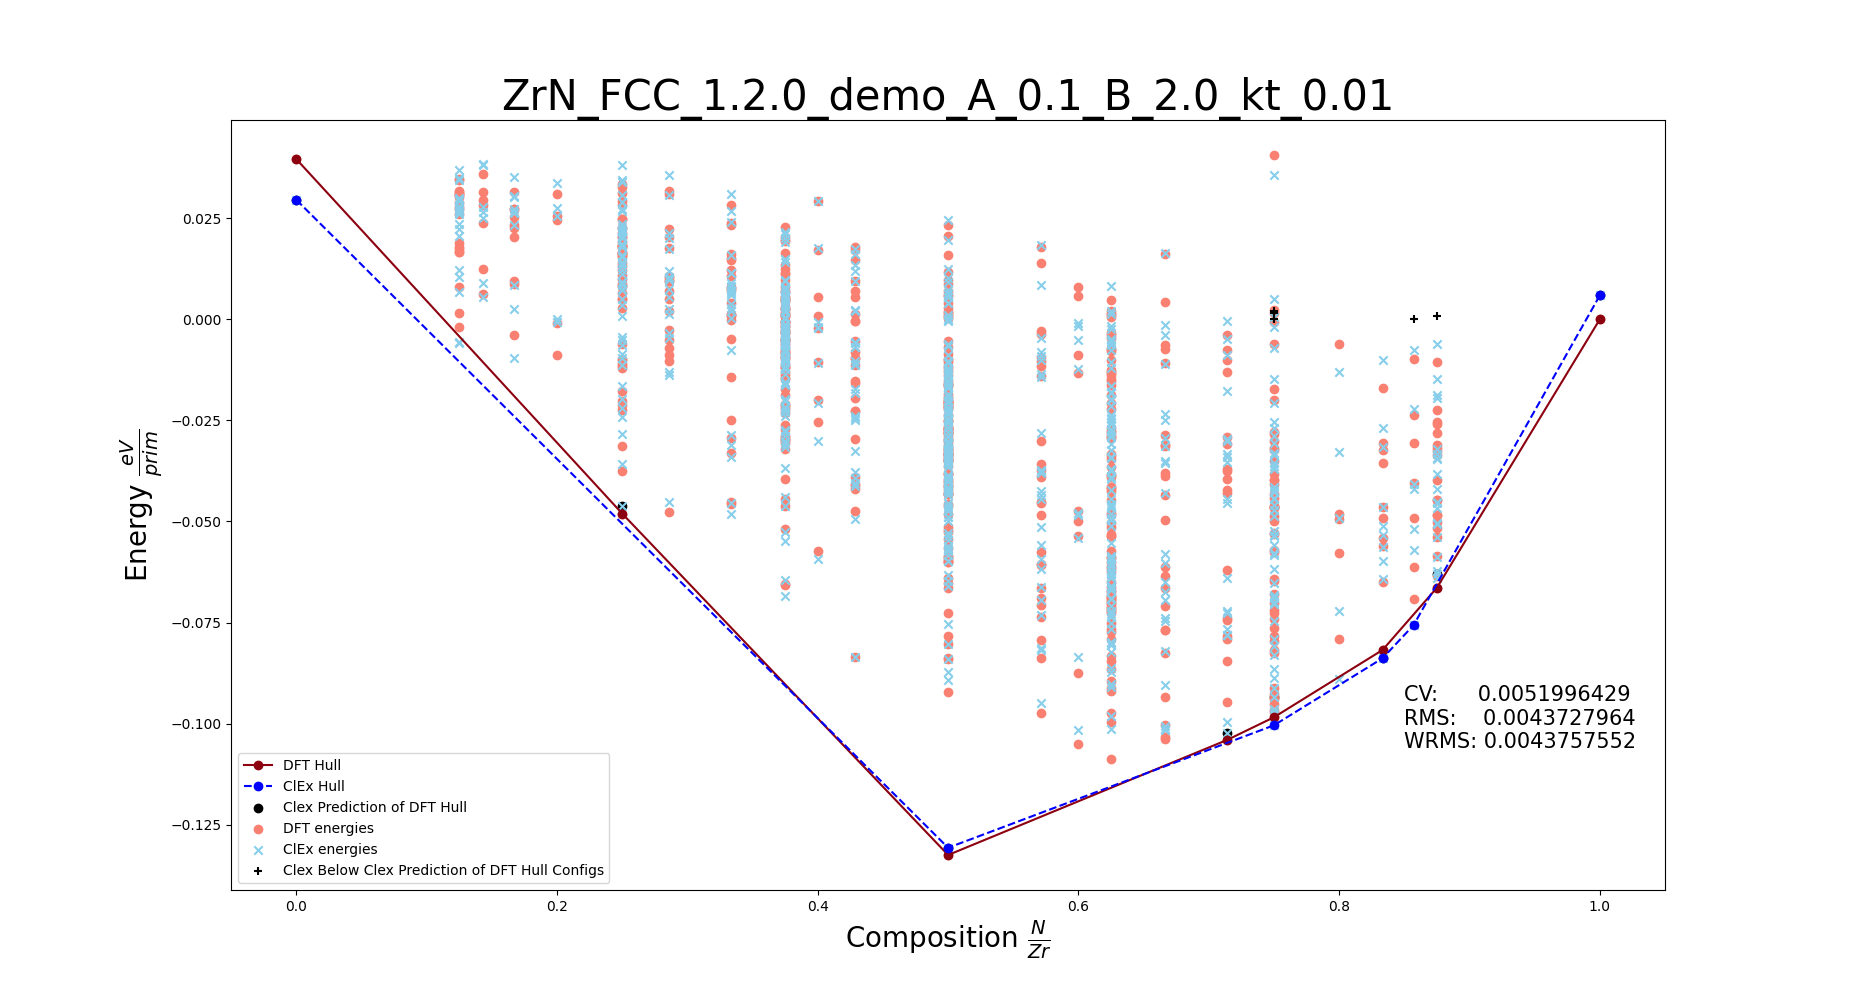 ZrN_FCC_1.2.0_demo_A_0.1_B_2.0_kt_0.01
0.025
0.000
−0.025
−0.050
−0.075
−0.100
−0.125
Energy eV/prim
CV: 0.0051996429
RMS: 0.0043727964
WRMS: 0.0043757552
DFT Hull
ClEx Hull
Clex Prediction of DFT Hull
DFT energies
ClEx energies
Clex Below Clex Prediction of DFT Hull Configs
0.0 0.2 0.4 0.6 0.8 1.0
Composition N/Zr